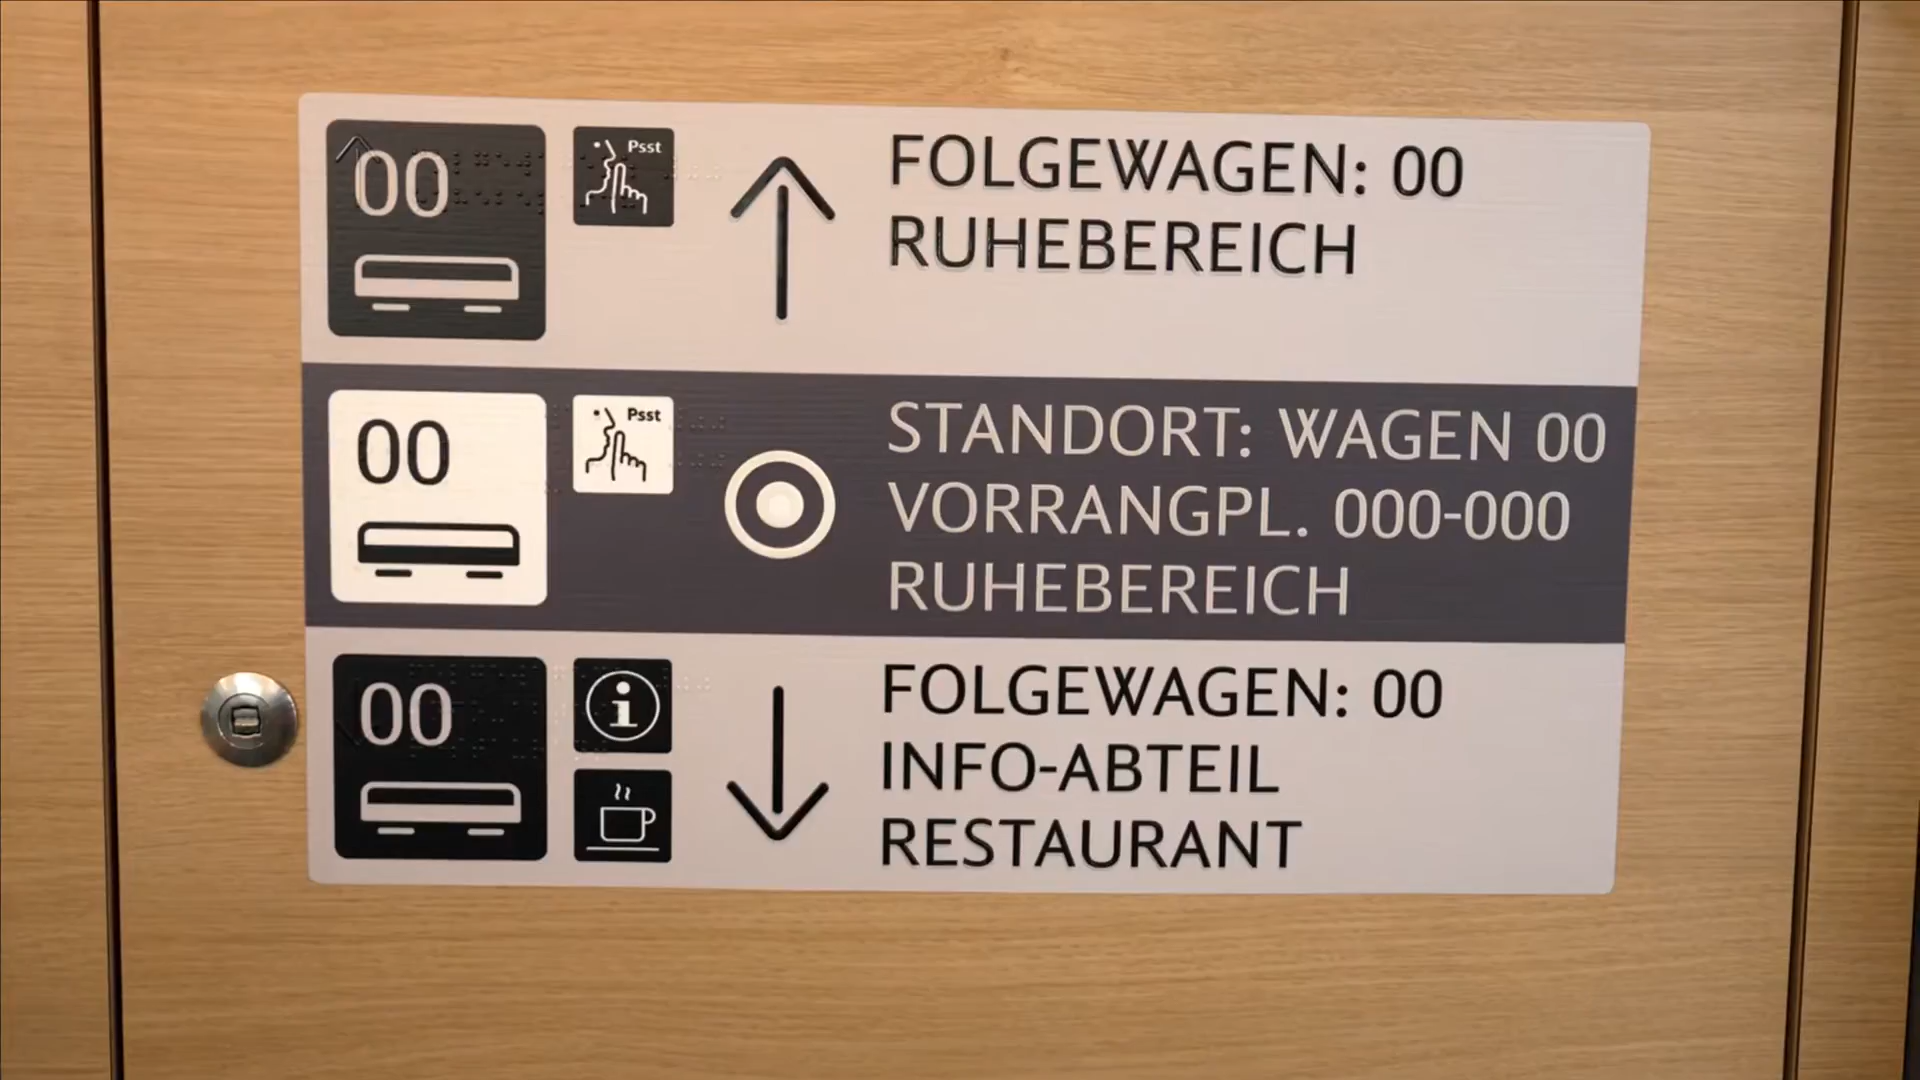 00
Psst
FOLGEWAGEN: 00
RUHEBEREICH
00
Psst
STANDORT: WAGEN 00
VORRANGPL. 000-000
RUHEBEREICH
00
i
FOLGEWAGEN: 00
INFO-ABTEIL
RESTAURANT